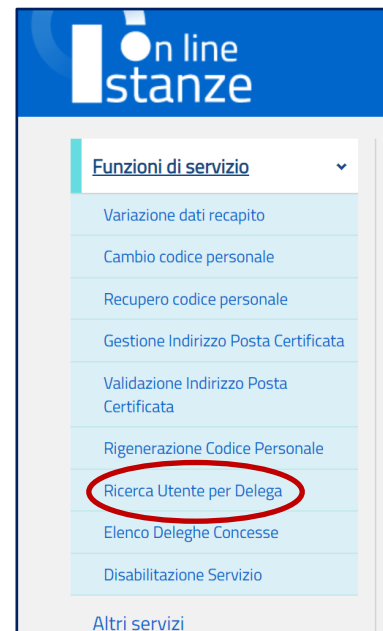 On line
Istanze
Funzioni di servizio
Variazione dati recapito
Cambio codice personale
Recupero codice personale
Gestione Indirizzo Posta Certificata
Validazione Indirizzo Posta
Certificata
Rigenerazione Codice Personale
Ricerca Utente per Delega
Elenco Deleghe Concesse
Disabilitazione Servizio
Altri servizi